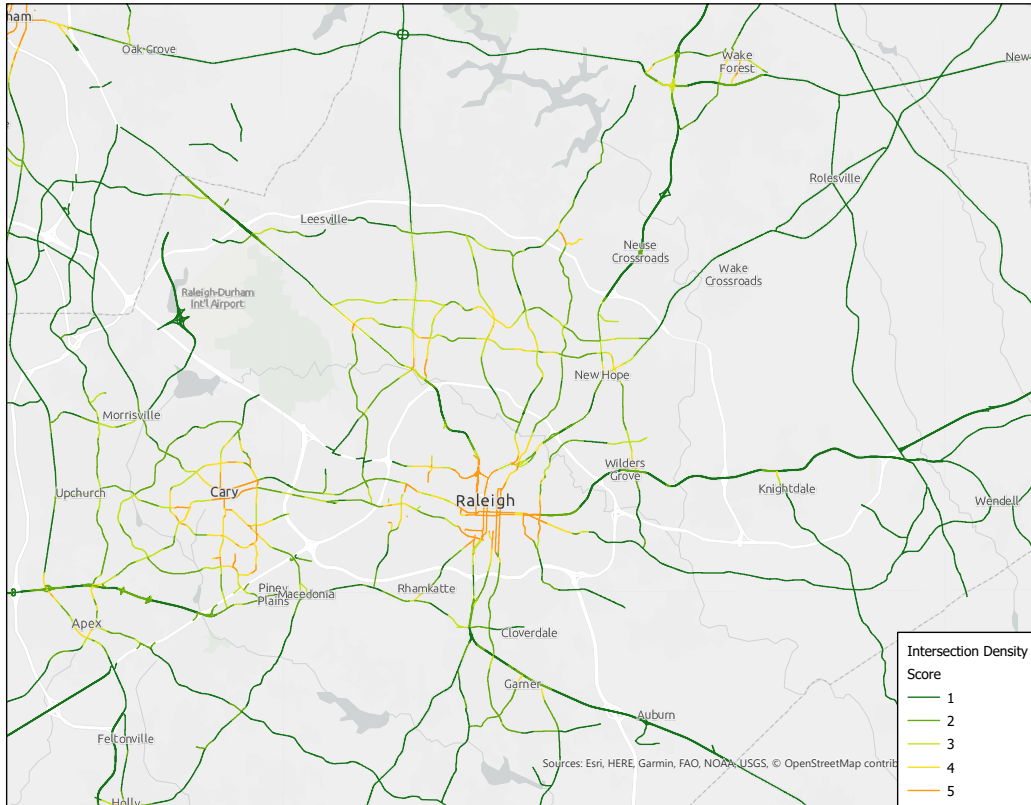 ham
Oak Grove
Wake
Forest
New
Rolesville
Leesville
Neuse
Crossroads
Wake
Crossroads
Raleigh-Durham
Int'l Airport
New Hope
Morrisville
Wilders
Grove
Upchurch
Cary
Raleigh
Knightdale
Wendell
Piney
Plains
Macedonia
Rhamkatte
Apex
Cloverdale
Garner
Auburn
Feltonville
Holly
Intersection Density
Score
1
2
3
4
5
Sources: Esri, HERE, Garmin, FAO, NOAA, USGS, © OpenStreetMap contrib